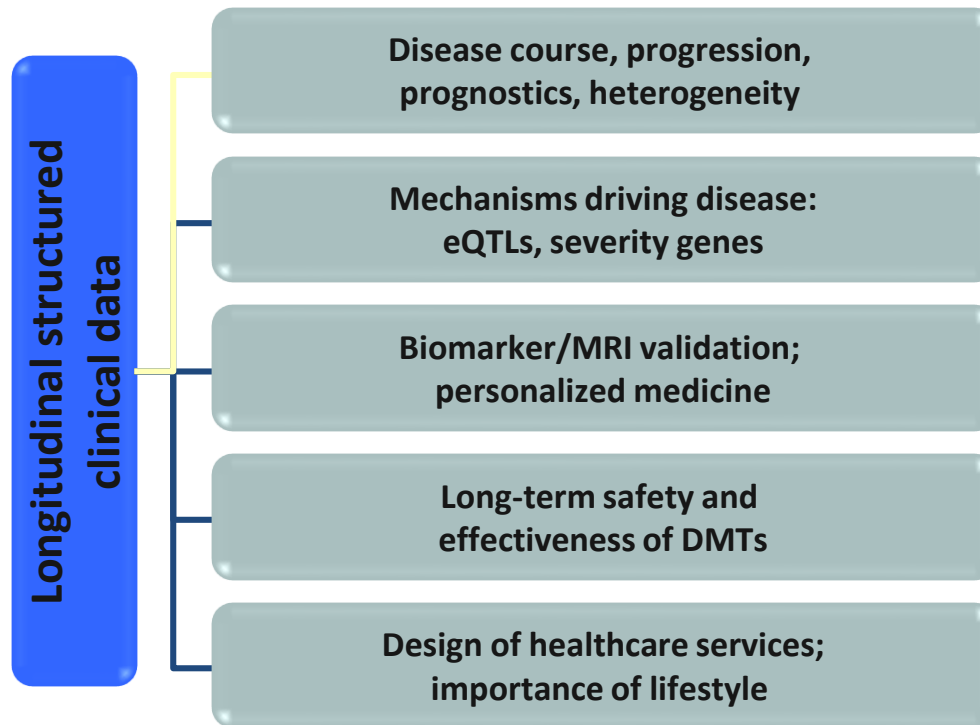 Longitudinal structured
clinical data
Disease course, progression,
prognostics, heterogeneity
Mechanisms driving disease:
eQTLs, severity genes
Biomarker/MRI validation;
personalized medicine
Long-term safety and
effectiveness of DMTs
Design of healthcare services;
importance of lifestyle